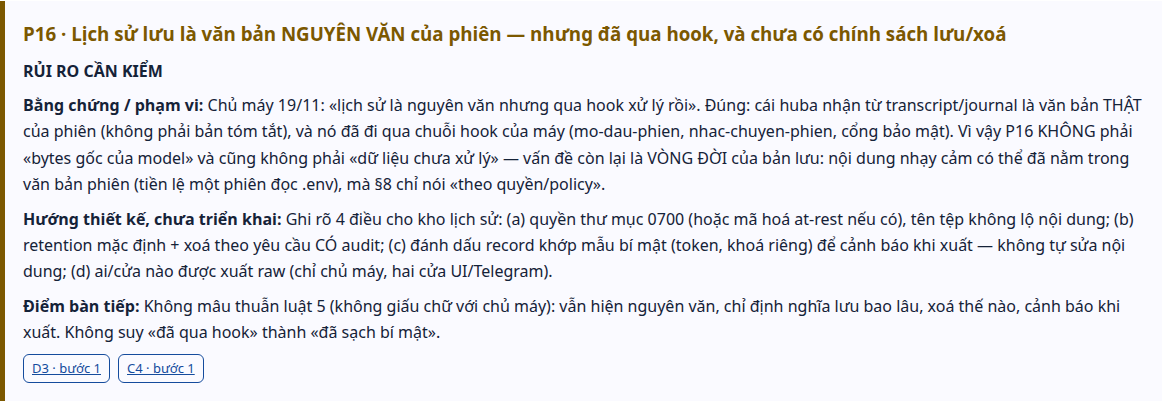 P16 · Lịch sử lưu là văn bản NGUYÊN VĂN của phiên — nhưng đã qua hook, và chưa có chính sách lưu/xoá
RỦI RO CẦN KIỂM
Bằng chứng / phạm vi: Chủ máy 19/11: «lịch sử là nguyên văn nhưng qua hook xử lý rồi». Đúng: cái huba nhận từ transcript/journal là văn bản THẬT
của phiên (không phải bản tóm tắt), và nó đã đi qua chuỗi hook của máy (mo-dau-phien, nhac-chuyen-phien, cổng bảo mật). Vì vậy P16 KHÔNG phải
«bytes gốc của model» và cũng không phải «dữ liệu chưa xử lý» — vấn đề còn lại là VÒNG ĐỜI của bản lưu: nội dung nhạy cảm có thể đã nằm trong
văn bản phiên (tiền lệ một phiên đọc .env), mà §8 chỉ nói «theo quyền/policy».
Hướng thiết kế, chưa triển khai: Ghi rõ 4 điều cho kho lịch sử: (a) quyền thư mục 0700 (hoặc mã hoá at-rest nếu có), tên tệp không lộ nội dung; (b)
retention mặc định + xoá theo yêu cầu CÓ audit; (c) đánh dấu record khớp mẫu bí mật (token, khoá riêng) để cảnh báo khi xuất — không tự sửa nội
dung; (d) ai/cửa nào được xuất raw (chỉ chủ máy, hai cửa UI/Telegram).
Điểm bàn tiếp: Không mâu thuẫn luật 5 (không giấu chữ với chủ máy): vẫn hiện nguyên văn, chỉ định nghĩa lưu bao lâu, xoá thế nào, cảnh báo khi
xuất. Không suy «đã qua hook» thành «đã sạch bí mật».
D3 · bước 1 C4 · bước 1